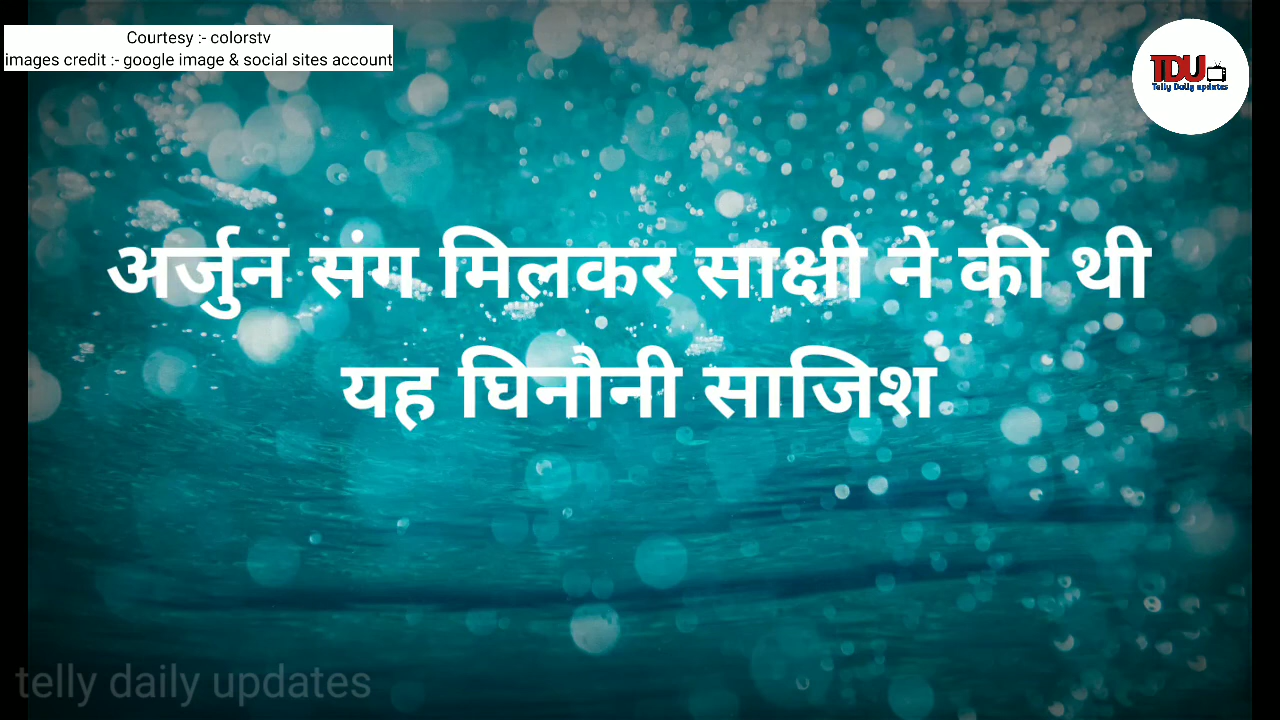 Courtesy :- colorstv
images credit :- google image & social sites account
TDU
Telly Daily updates
अर्जुन संग मिलकर साक्षी ने की थी
यह घिनौनी साजिश
telly daily updates